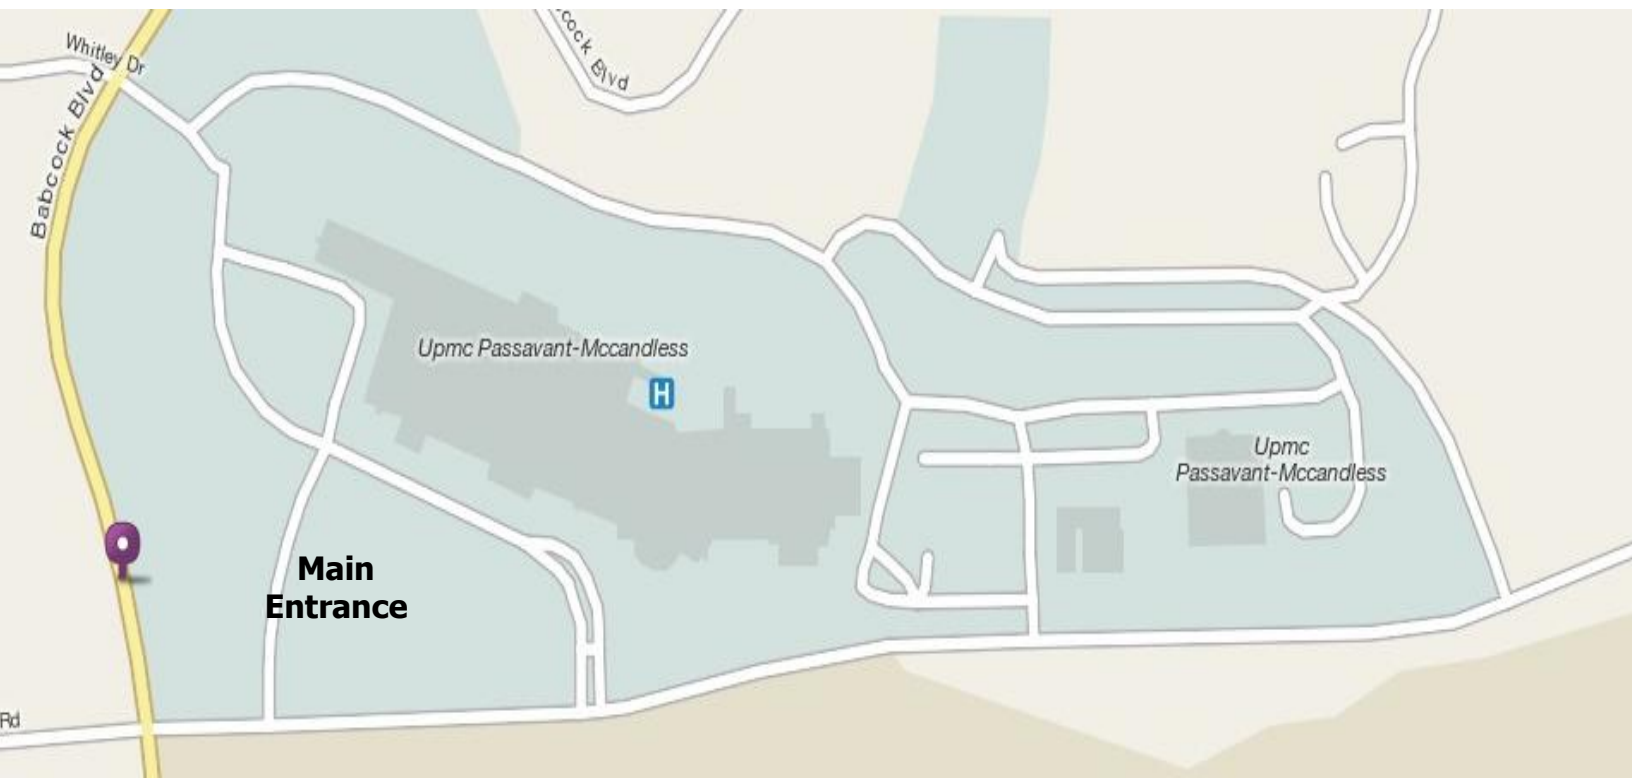 Whitley Dr
Babcock Blvd
cock Blvd
Upmc Passavant-Mccandless
H
Upmc
Passavant-Mccandless
Main
Entrance
Rd